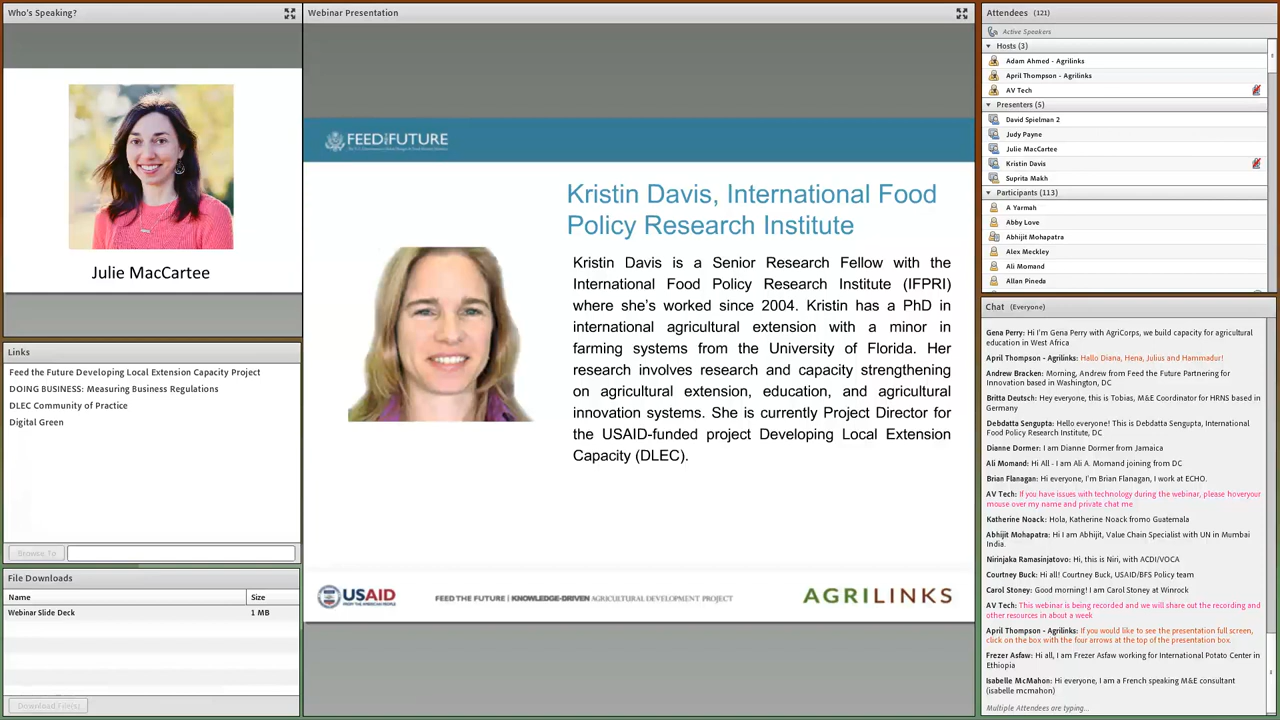 Who's Speaking?
Julie MacCartee
Links
Feed the Future Developing Local Extension Capacity Project
DOING BUSINESS: Measuring Business Regulations
DLEC Community of Practice
Digital Green
Browse To
File Downloads
Name Size
Webinar Slide Deck 1 MB
Download File(s)
Webinar Presentation
FEED THE FUTURE
Kristin Davis, International Food
Policy Research Institute
Kristin Davis is a Senior Research Fellow with the
International Food Policy Research Institute (IFPRI)
where she's worked since 2004. Kristin has a PhD in
international agricultural extension with a minor in
farming systems from the University of Florida. Her
research involves research and capacity strengthening
on agricultural extension, education, and agricultural
innovation systems. She is currently Project Director for
the USAID-funded project Developing Local Extension
Capacity (DLEC).
USAID
FROM THE AMERICAN PEOPLE
FEED THE FUTURE | KNOWLEDGE-DRIVEN AGRICULTURAL DEVELOPMENT PROJECT
AGRILINKS
Attendees (121)
Active Speakers
Hosts (3)
Adam Ahmed - Agrilinks
April Thompson - Agrilinks
AV Tech
Presenters (5)
David Spielman 2
Judy Payne
Julie MacCartee
Kristin Davis
Suprita Makh
Participants (113)
A Yarmah
Abby Love
Abhijit Mohapatra
Alex Meckley
Ali Momand
Allan Pineda
Chat (Everyone)
Gena Perry: Hi I'm Gena Perry with AgriCorps, we build capacity for agricultural
education in West Africa
April Thompson - Agrilinks: Hallo Diana, Hena, Julius and Hammadur!
Andrew Bracken: Morning, Andrew from Feed the Future Partnering for
Innovation based in Washington, DC
Britta Deutsch: Hey everyone, this is Tobias, M&E Coordinator for HRNS based in
Germany
Debdatta Sengupta: Hello everyone! This is Debdatta Sengupta, International
Food Policy Research Institute, DC
Dianne Dormer: I am Dianne Dormer from Jamaica
Ali Momand: Hi All - I am Ali A. Momand joining from DC
Brian Flanagan: Hi everyone, I'm Brian Flanagan, I work at ECHO.
AV Tech: If you have issues with technology during the webinar, please hoveryour
mouse over my name and private chat me
Katherine Noack: Hola, Katherine Noack fromo Guatemala
Abhijit Mohapatra: Hi I am Abhijit, Value Chain Specialist with UN in Mumbai
India.
Nirinjaka Ramasinjatovo: Hi, this is Niri, with ACDI/VOCA
Courtney Buck: Hi all! Courtney Buck, USAID/BFS Policy team
Carol Stoney: Good morning! I am Carol Stoney at Winrock
AV Tech: This webinar is being recorded and we will share out the recording and
other resources in about a week
April Thompson - Agrilinks: If you would like to see the presentation full screen,
click on the box with the four arrows at the top of the presentation box.
Frezer Asfaw: Hi all, I am Frezer Asfaw working for International Potato Center in
Ethiopia
Isabelle McMahon: Hi everyone, I am a French speaking M&E consultant
(isabelle mcmahon)
Multiple Attendees are typing...